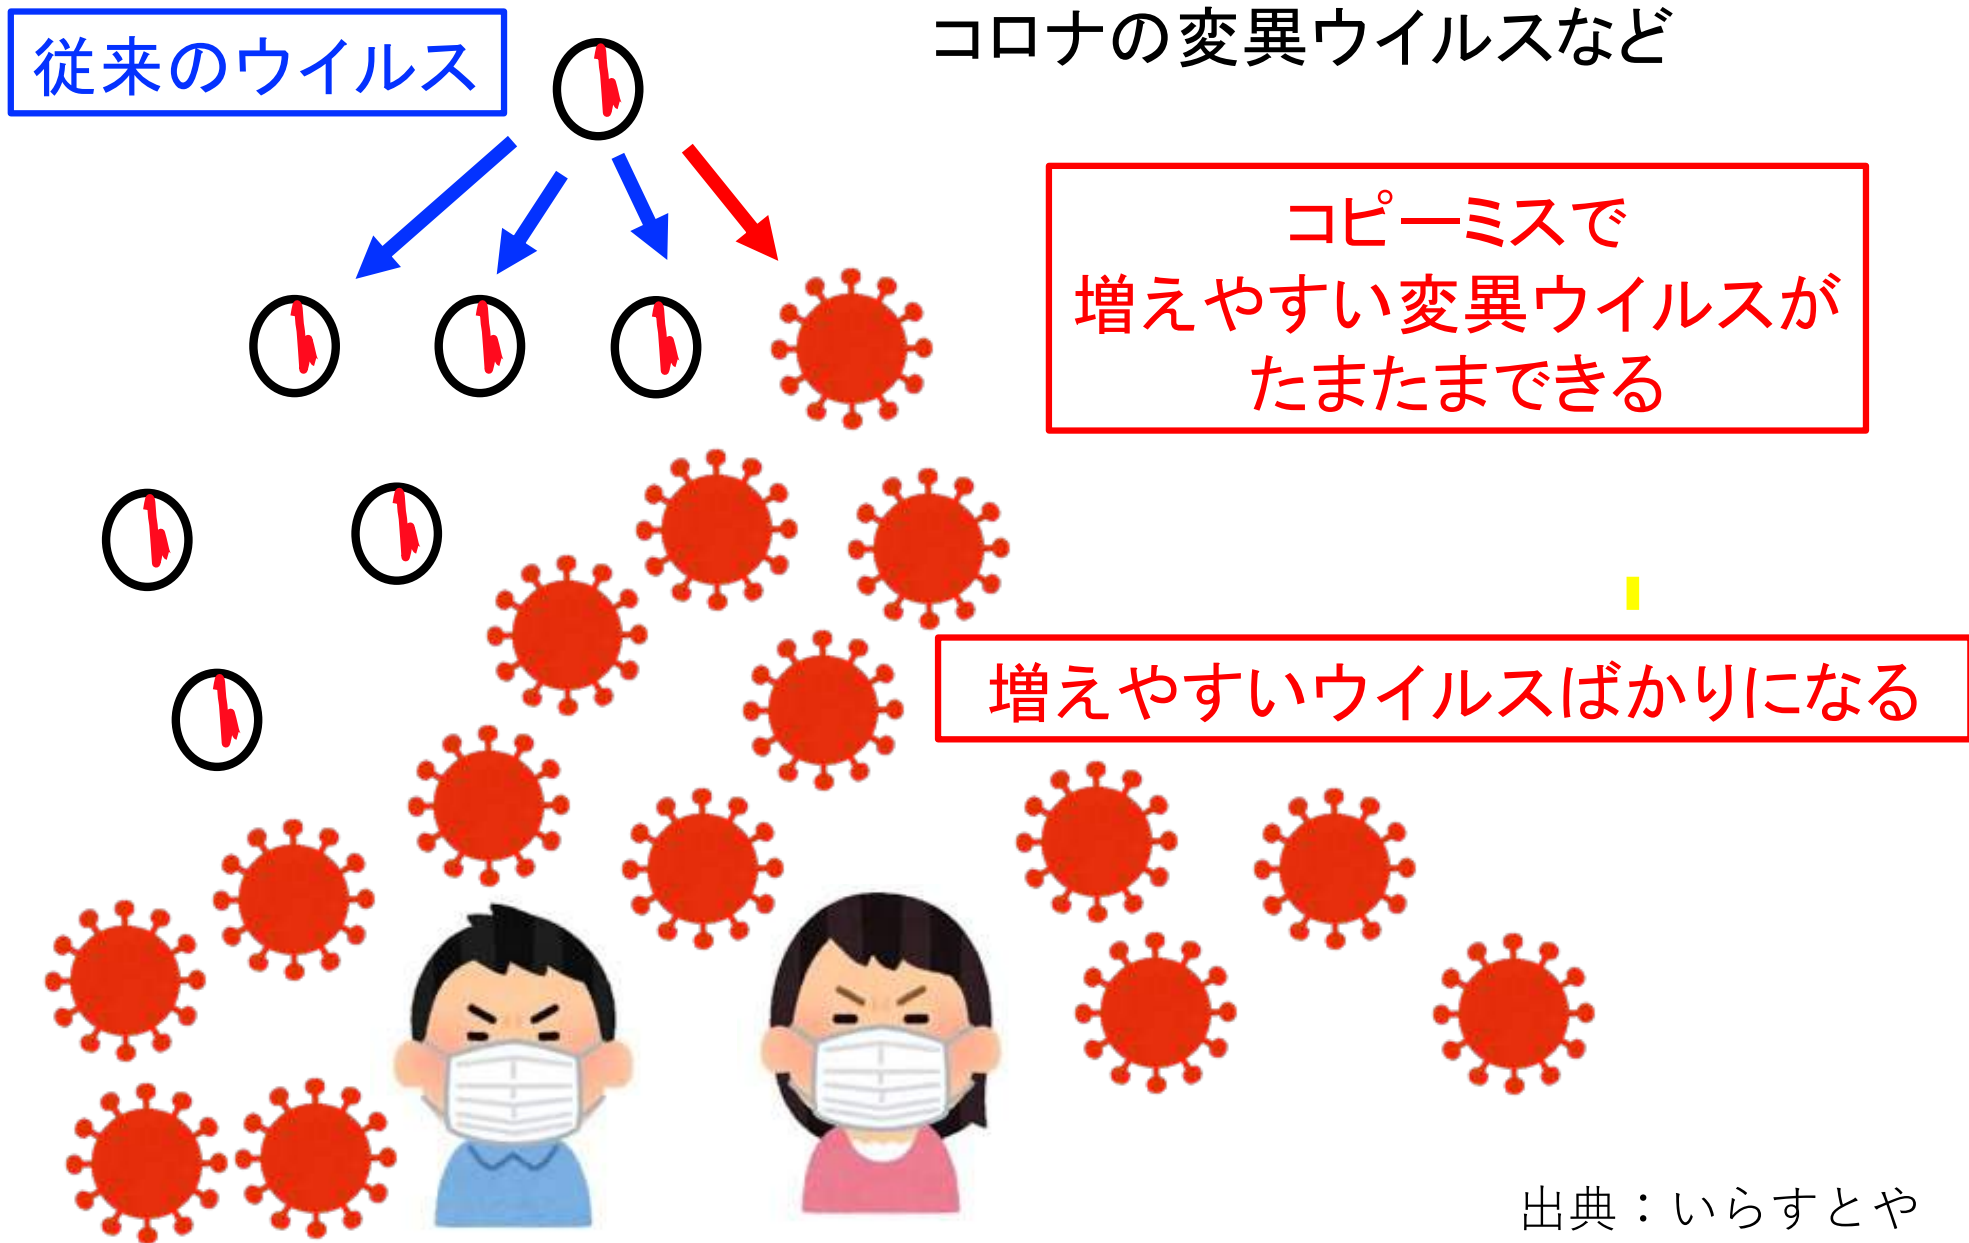 従来のウイルス
コロナの変異ウイルスなど
コピーミスで
増えやすい変異ウイルスが
たまたまできる
増えやすいウイルスばかりになる
出典：いらすとや